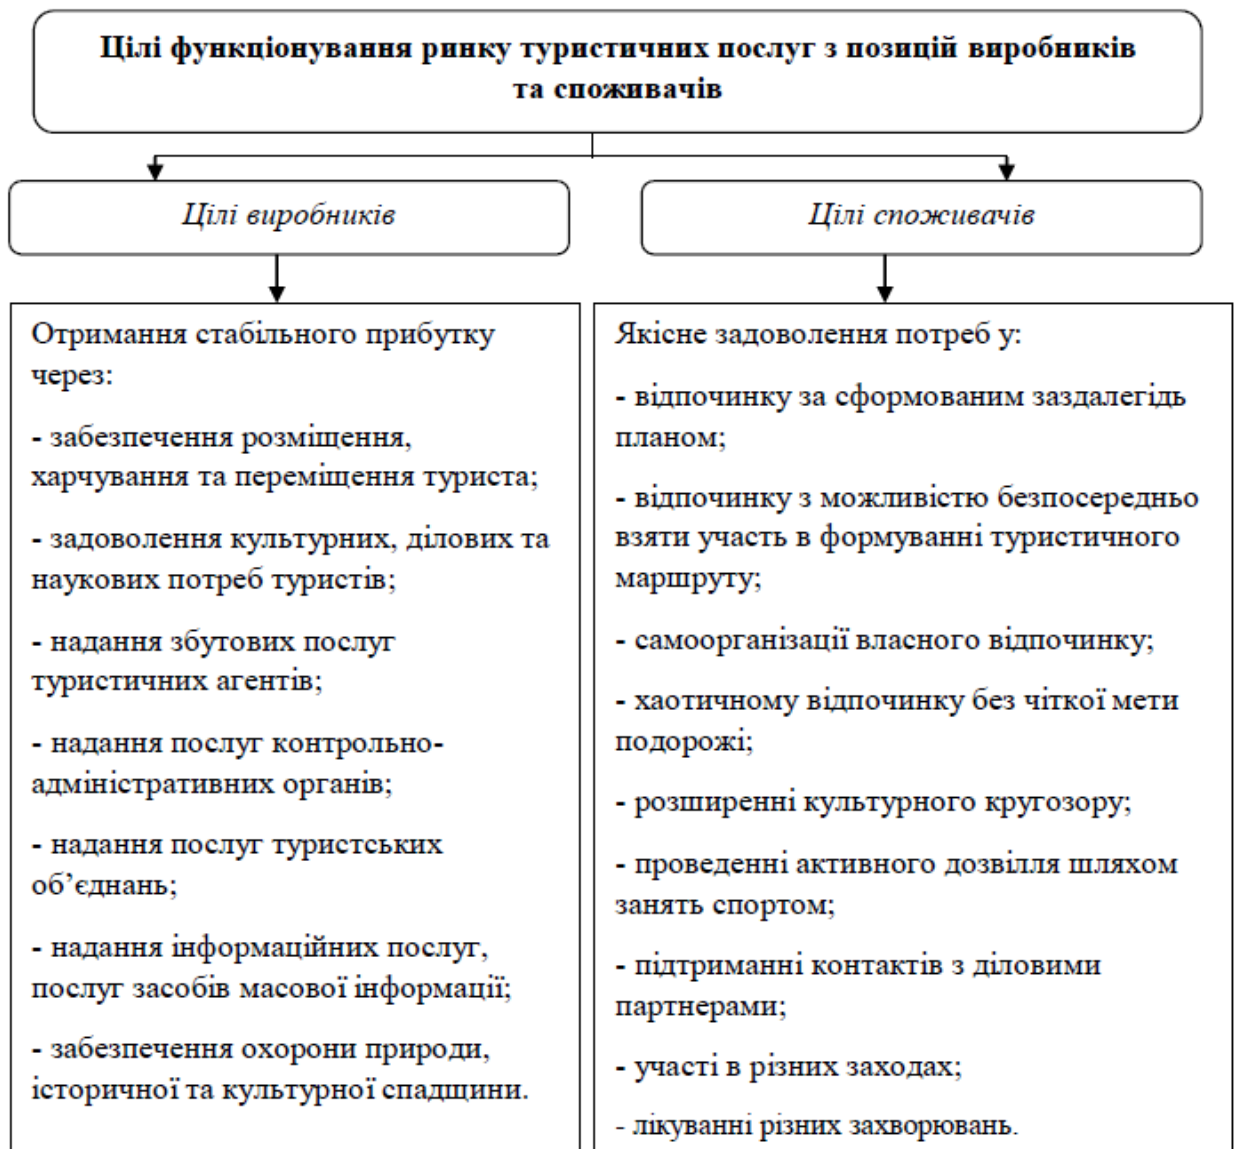 Цілі функціонування ринку туристичних послуг з позицій виробників
та споживачів
Цілі виробників
Цілі споживачів
Отримання стабільного прибутку
через:
- забезпечення розміщення,
харчування та переміщення туриста;
- задоволення культурних, ділових та
наукових потреб туристів;
- надання збутових послуг
туристичних агентів;
- надання послуг контрольно-
адміністративних органів;
- надання послуг туристських
об’єднань;
- надання інформаційних послуг,
послуг засобів масової інформації;
- забезпечення охорони природи,
історичної та культурної спадщини.
Якісне задоволення потреб у:
- відпочинку за сформованим заздалегідь
планом;
- відпочинку з можливістю безпосередньо
взяти участь в формуванні туристичного
маршруту;
- самоорганізації власного відпочинку;
- хаотичному відпочинку без чіткої мети
подорожі;
- розширенні культурного кругозору;
- проведенні активного дозвілля шляхом
занять спортом;
- підтриманні контактів з діловими
партнерами;
- участі в різних заходах;
- лікуванні різних захворювань.